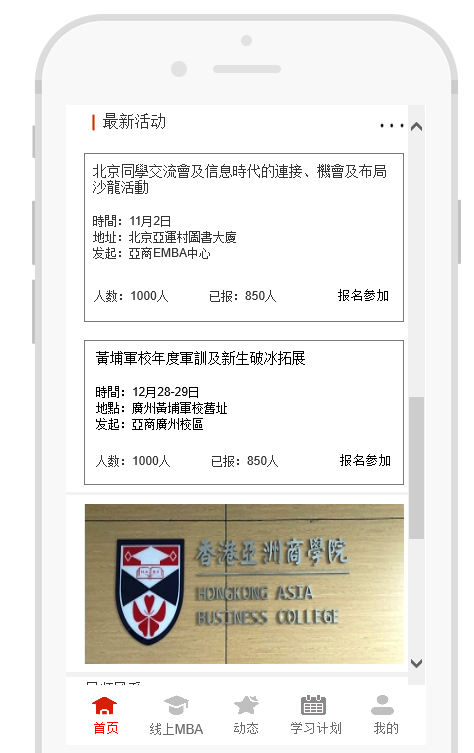 最新活动
...
北京同學交流會及信息時代的連接、機會及布局
沙龍活動
時間：11月2日
地址：北京亞運村圖書大廈
发起：亞商EMBA中心
人数：1000人 已报：850人 报名参加
黃埔軍校年度軍訓及新生破冰拓展
時間：12月28-29日
地點：廣州黃埔軍校舊址
发起：亞商廣州校區
人数：1000人 已报：850人 报名参加
香港亞洲商學院
HONGKONG ASIA
BUSINESS COLLEGE
首页 线上MBA 动态 学习计划 我的